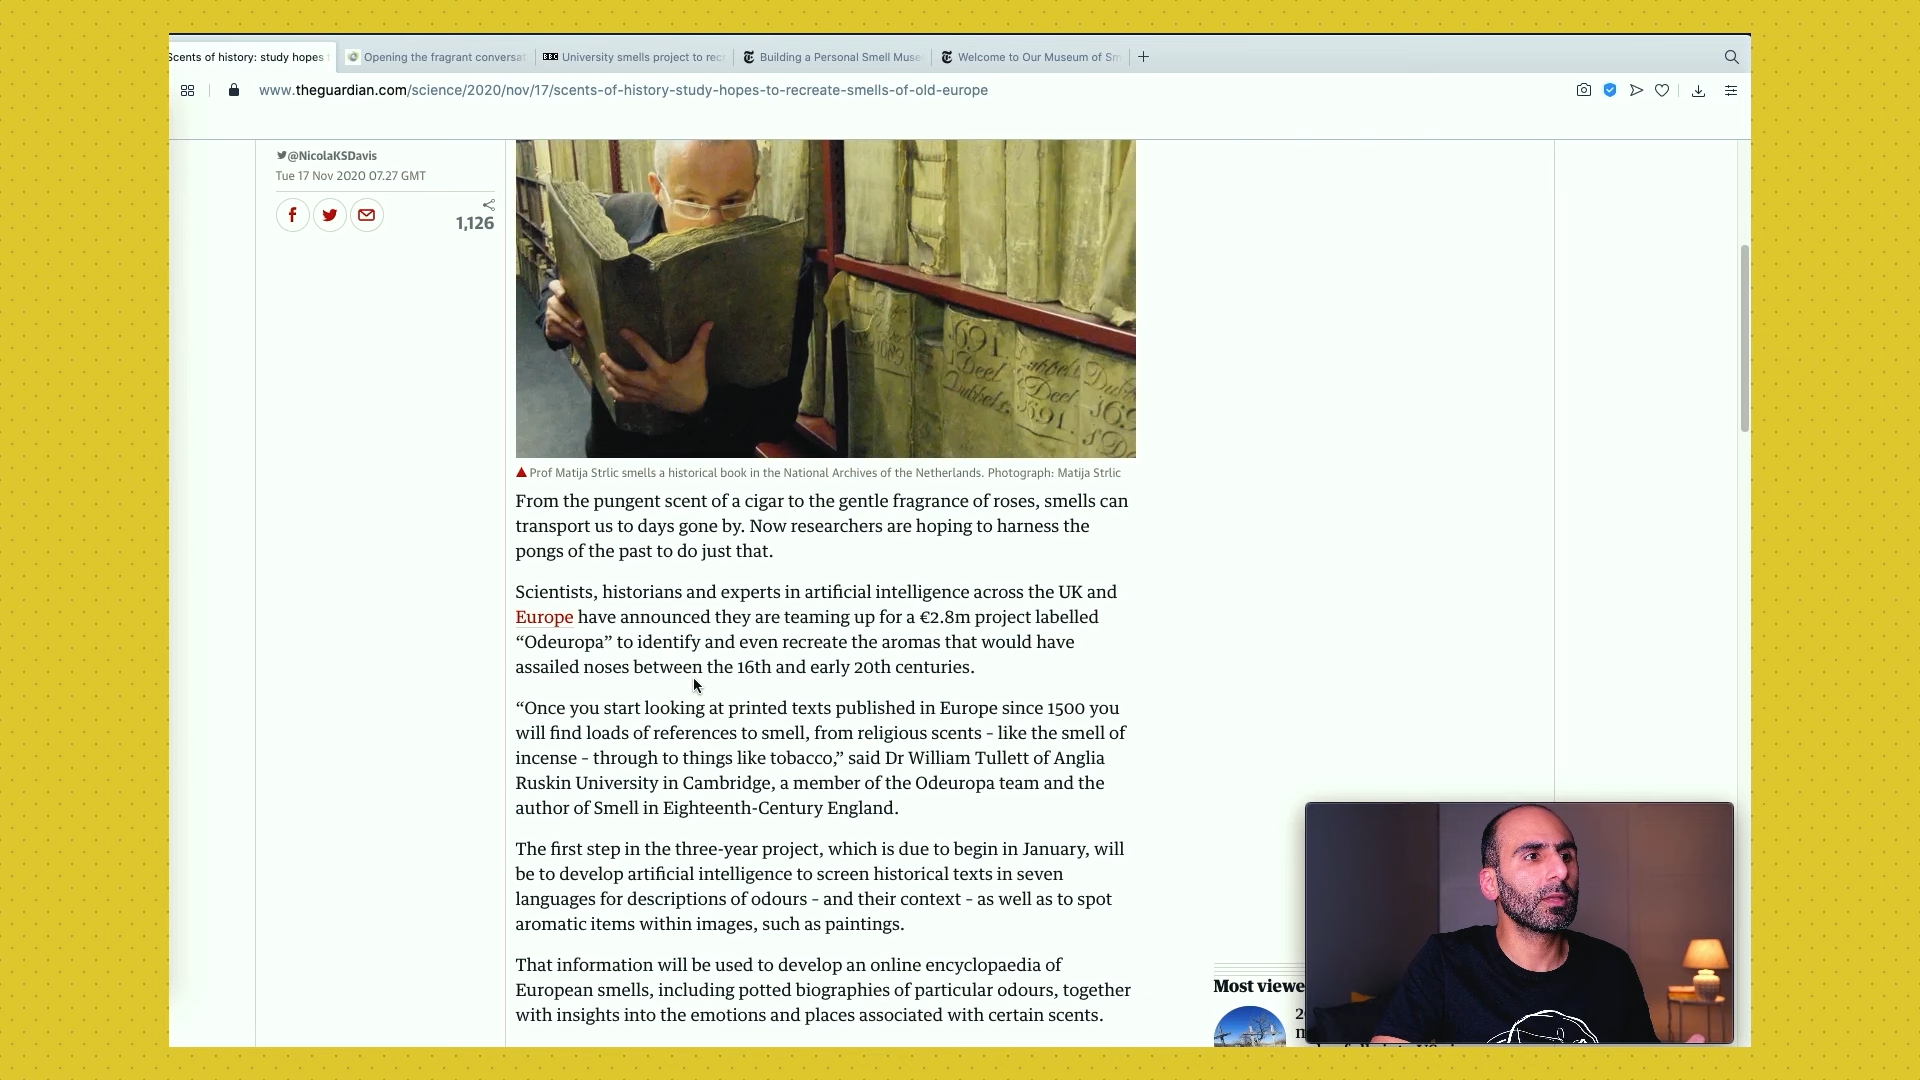 Scents of history: study hopes
Opening the fragrant conversat
BBC University smells project to rec
Building a Personal Smell Muse
Welcome to Our Museum of Sm
www.theguardian.com/science/2020/nov/17/scents-of-history-study-hopes-to-recreate-smells-of-old-europe
@NicolaKSDavis
Tue 17 Nov 2020 07.27 GMT
1,126
1691.
Deel
Dubbelt
Deel
1691.
Prof Matija Strlic smells a historical book in the National Archives of the Netherlands. Photograph: Matija Strlic
From the pungent scent of a cigar to the gentle fragrance of roses, smells can
transport us to days gone by. Now researchers are hoping to harness the
pongs of the past to do just that.
Scientists, historians and experts in artificial intelligence across the UK and
Europe have announced they are teaming up for a €2.8m project labelled
“Odeuropa” to identify and even recreate the aromas that would have
assailed noses between the 16th and early 20th centuries.
“Once you start looking at printed texts published in Europe since 1500 you
will find loads of references to smell, from religious scents – like the smell of
incense – through to things like tobacco,” said Dr William Tullett of Anglia
Ruskin University in Cambridge, a member of the Odeuropa team and the
author of Smell in Eighteenth-Century England.
The first step in the three-year project, which is due to begin in January, will
be to develop artificial intelligence to screen historical texts in seven
languages for descriptions of odours – and their context – as well as to spot
aromatic items within images, such as paintings.
That information will be used to develop an online encyclopaedia of
European smells, including potted biographies of particular odours, together
with insights into the emotions and places associated with certain scents.
Most viewe